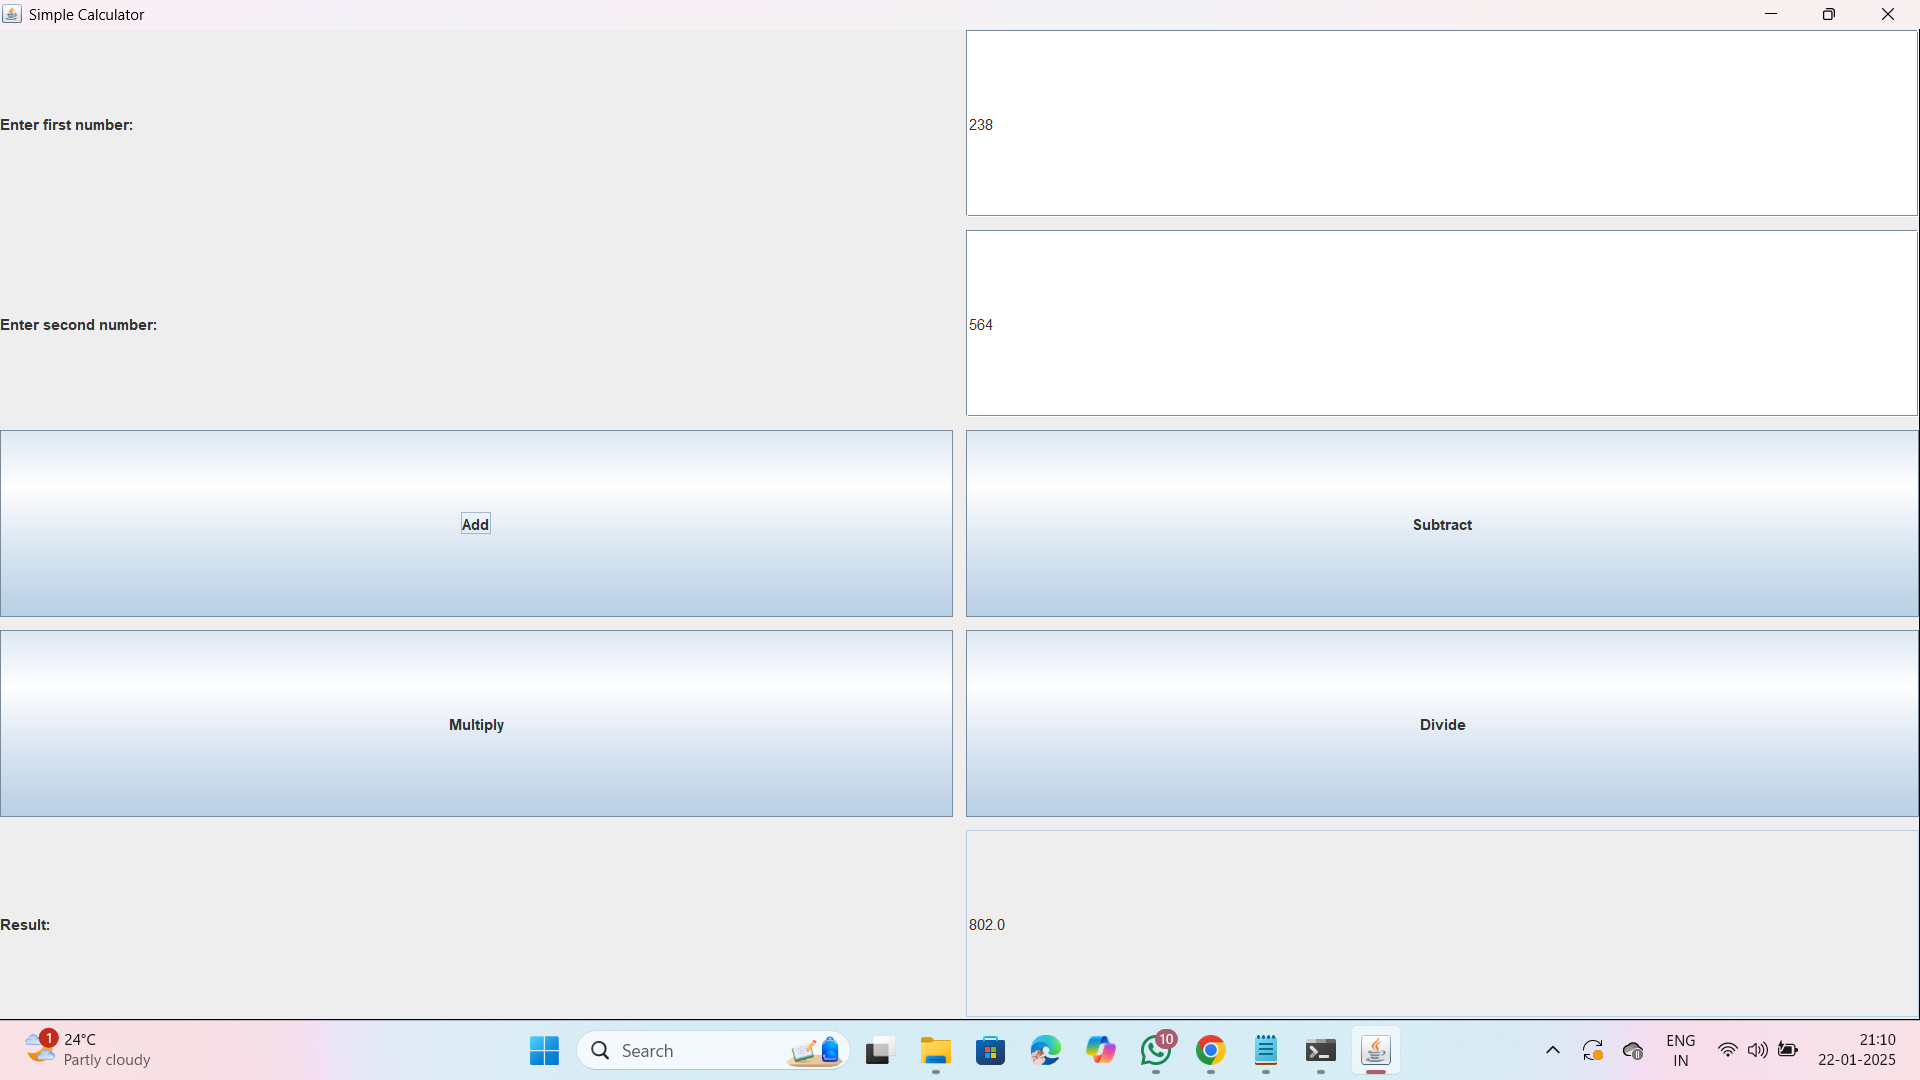 Simple Calculator
Enter first number:
238
Enter second number:
564
Add
Subtract
Multiply
Divide
Result:
802.0
1
24°C
Partly cloudy
Search
10
ENG
IN
21:10
22-01-2025